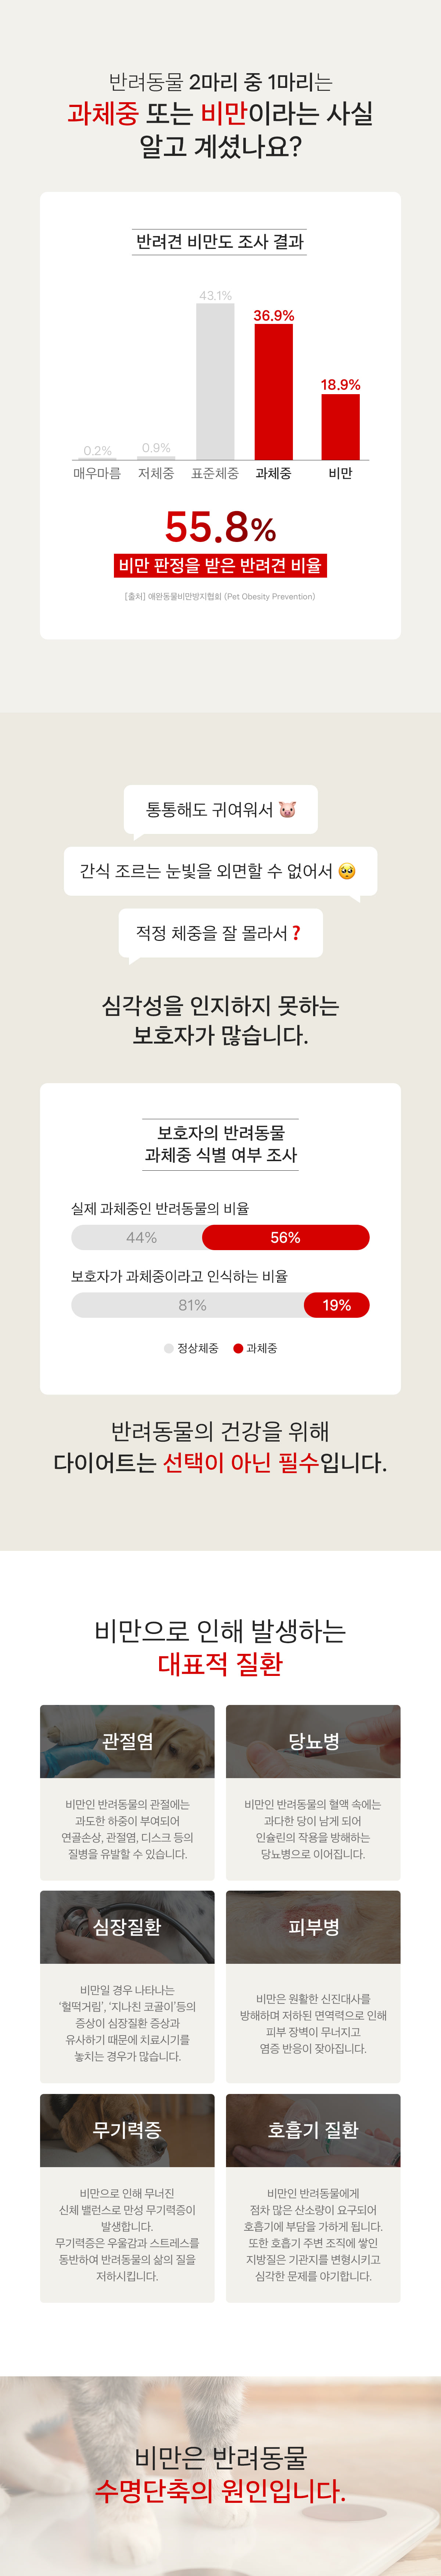 반려동물 2마리 중 1마리는
과체중 또는 비만이라는 사실
알고 계셨나요?
반려견 비만도 조사 결과
43.1%
36.9%
18.9%
0.2%
0.9%
매우마름
저체중
표준체중
과체중
비만
55.8%
비만 판정을 받은 반려견 비율
[출처] 애완동물비만방지협회 (Pet Obesity Prevention)
통통해도 귀여워서 🐷
간식 조르는 눈빛을 외면할 수 없어서 🥺
적정 체중을 잘 몰라서 ?
심각성을 인지하지 못하는
보호자가 많습니다.
보호자의 반려동물
과체중 식별 여부 조사
실제 과체중인 반려동물의 비율
44%
56%
보호자가 과체중이라고 인식하는 비율
81%
19%
정상체중
과체중
반려동물의 건강을 위해
다이어트는 선택이 아닌 필수입니다.
비만으로 인해 발생하는
대표적 질환
관절염
비만인 반려동물의 관절에는
과도한 하중이 부여되어
연골손상, 관절염, 디스크 등의
질병을 유발할 수 있습니다.
당뇨병
비만인 반려동물의 혈액 속에는
과다한 당이 남게 되어
인슐린의 작용을 방해하는
당뇨병으로 이어집니다.
심장질환
비만일 경우 나타나는
‘헐떡거림’, ‘지나친 코골이’등의
증상이 심장질환 증상과
유사하기 때문에 치료시기를
놓치는 경우가 많습니다.
피부병
비만은 원활한 신진대사를
방해하며 저하된 면역력으로 인해
피부 장벽이 무너지고
염증 반응이 잦아집니다.
무기력증
비만으로 인해 무너진
신체 밸런스로 만성 무기력증이
발생합니다.
무기력증은 우울감과 스트레스를
동반하여 반려동물의 삶의 질을
저하시킵니다.
호흡기 질환
비만인 반려동물에게
점차 많은 산소량이 요구되어
호흡기에 부담을 가하게 됩니다.
또한 호흡기 주변 조직에 쌓인
지방질은 기관지를 변형시키고
심각한 문제를 야기합니다.
비만은 반려동물
수명단축의 원인입니다.